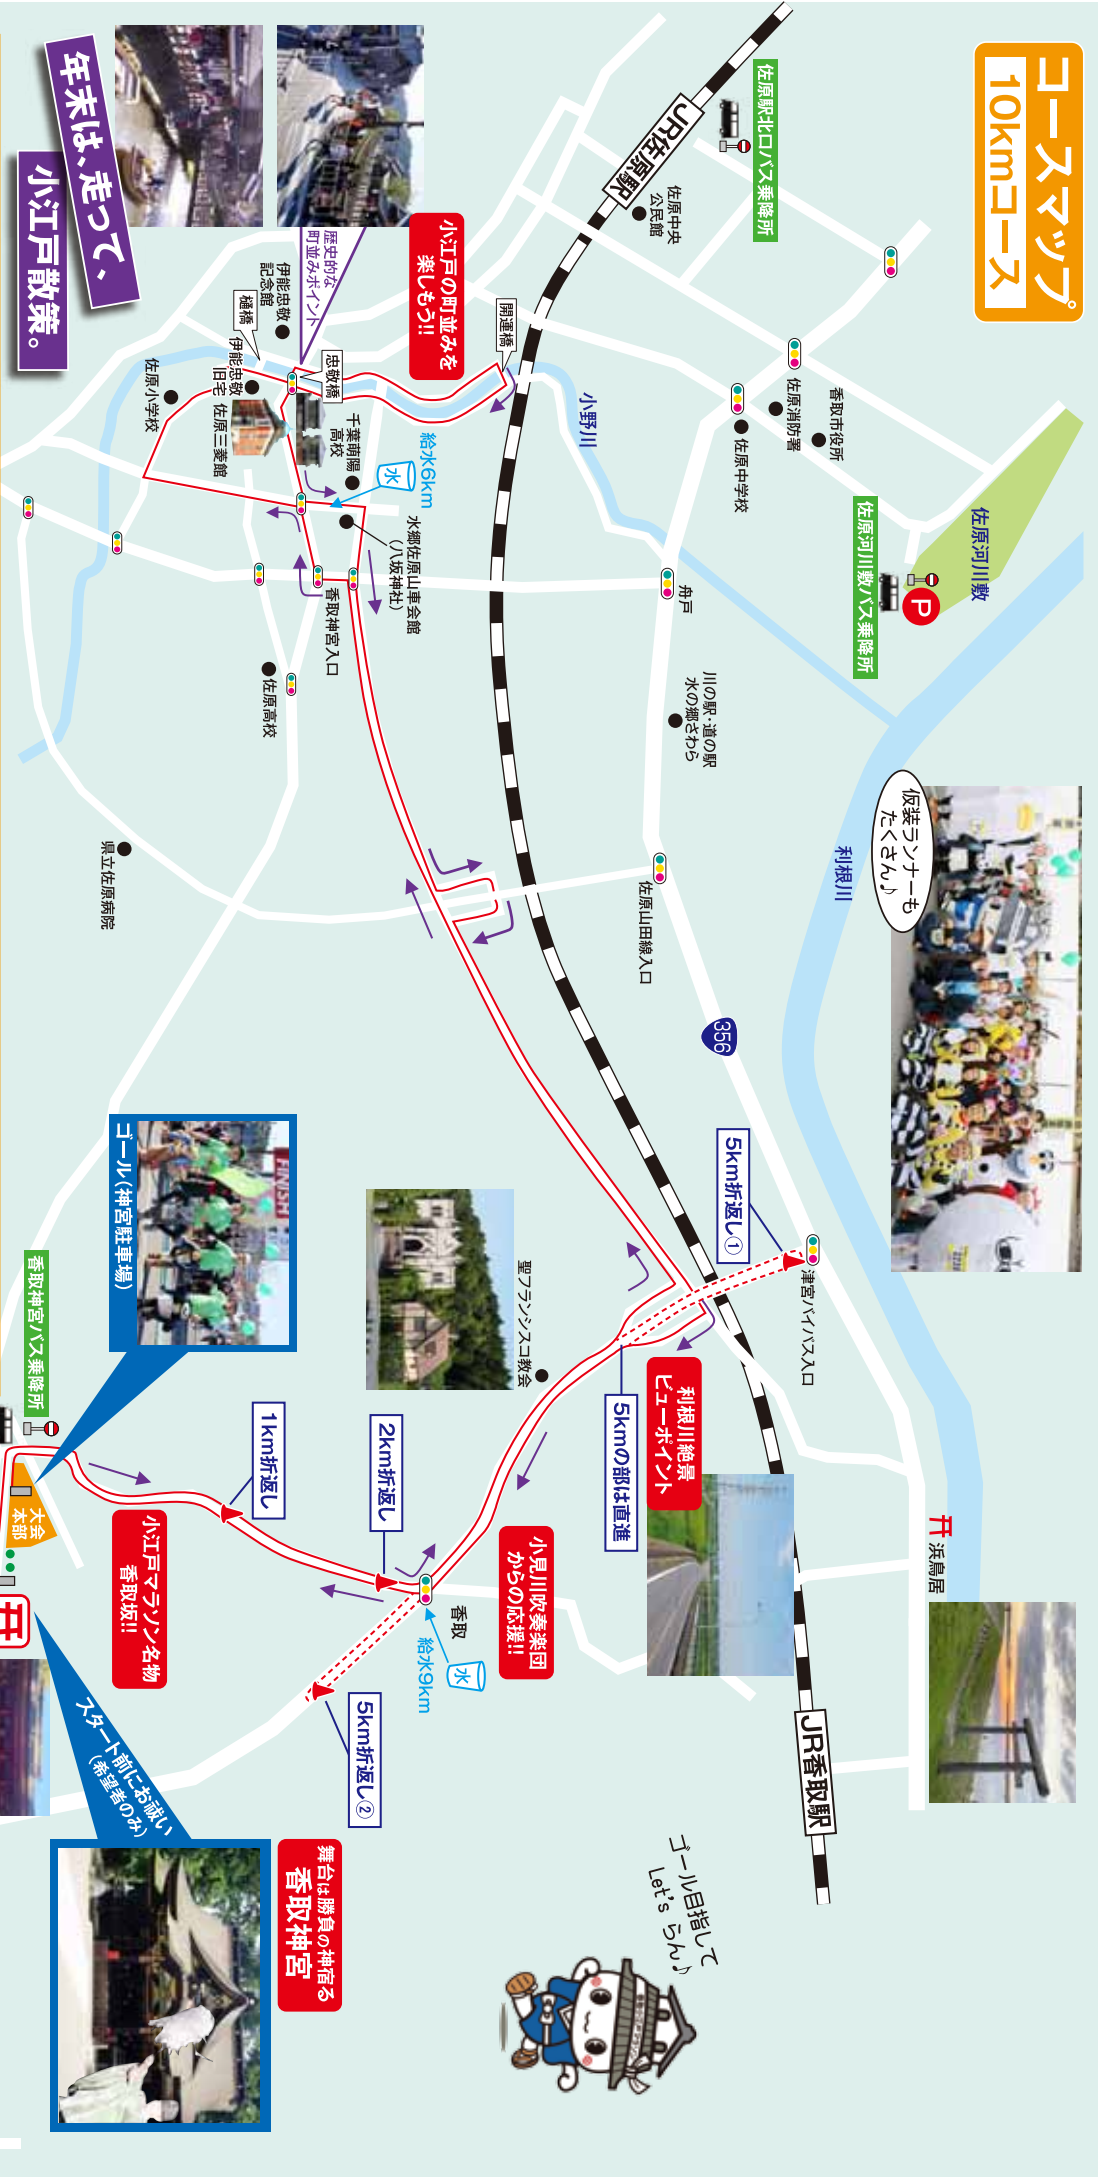 コースマップ
10kmコース
佐原駅北口バス乗降所
JR佐原駅
佐原中央
公民館
年末は、走って、
小江戸散策。
歴史的な
町並みポイント
小江戸の町並みを
楽しもう!!
開運橋
伊能忠敬
記念館
樋橋
忠敬橋
伊能忠敬
旧宅
佐原三菱館
佐原小学校
千葉萌陽
高校
給水6km
水
小野川
水郷佐原山車会館
（八坂神社）
香取神宮入口
佐原高校
佐原消防署
香取市役所
佐原中学校
佐原河川敷
佐原河川敷バス乗降所
P
舟戸
川の駅・道の駅
水の郷さわら
仮装ランナーも
たくさん♪
利根川
佐原山田線入口
県立佐原病院
356
5km折返し①
津宮バイパス入口
聖フランシスコ教会
5kmの部は直進
利根川絶景
ビューポイント
FINISH
ゴール（神宮駐車場）
香取神宮バス乗降所
1km折返し
2km折返し
大会
本部
小江戸マラソン名物
香取坂!!
小見川吹奏楽団
からの応援!!
香取
水
給水9km
5km折返し②
浜鳥居
JR香取駅
スタート前にお祓い
（希望者のみ）
舞台は勝負の神宿る
香取神宮
ゴール目指して
Let's らん♪